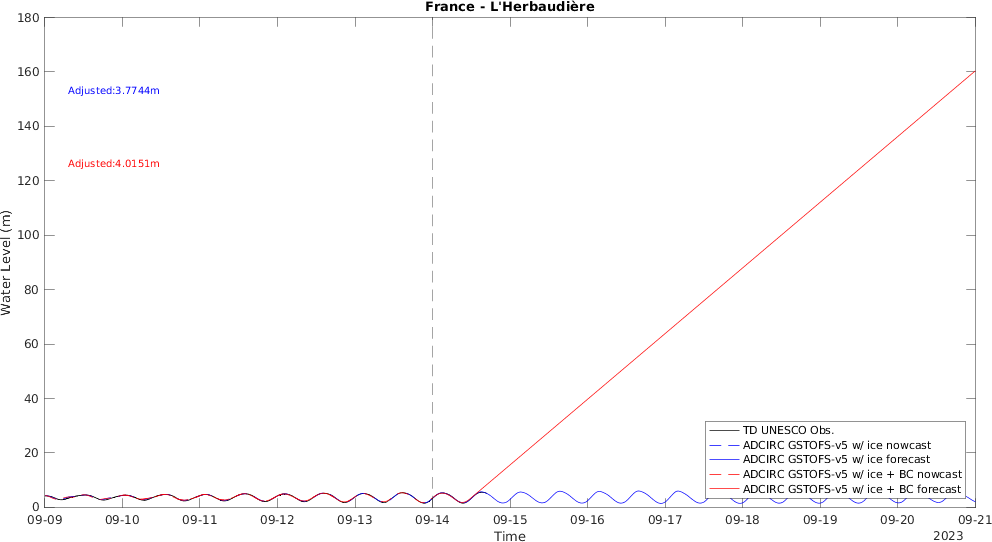 France - L'Herbaudière
180
160
140
120
100
80
60
40
20
0
Water Level (m)
Adjusted:3.7744m
Adjusted:4.0151m
TD UNESCO Obs.
ADCIRC GSTOFS-v5 w/ ice nowcast
ADCIRC GSTOFS-v5 w/ ice forecast
ADCIRC GSTOFS-v5 w/ ice + BC nowcast
ADCIRC GSTOFS-v5 w/ ice + BC forecast
09-09 09-10 09-11 09-12 09-13 09-14 09-15 09-16 09-17 09-18 09-19 09-20 09-21
Time
2023